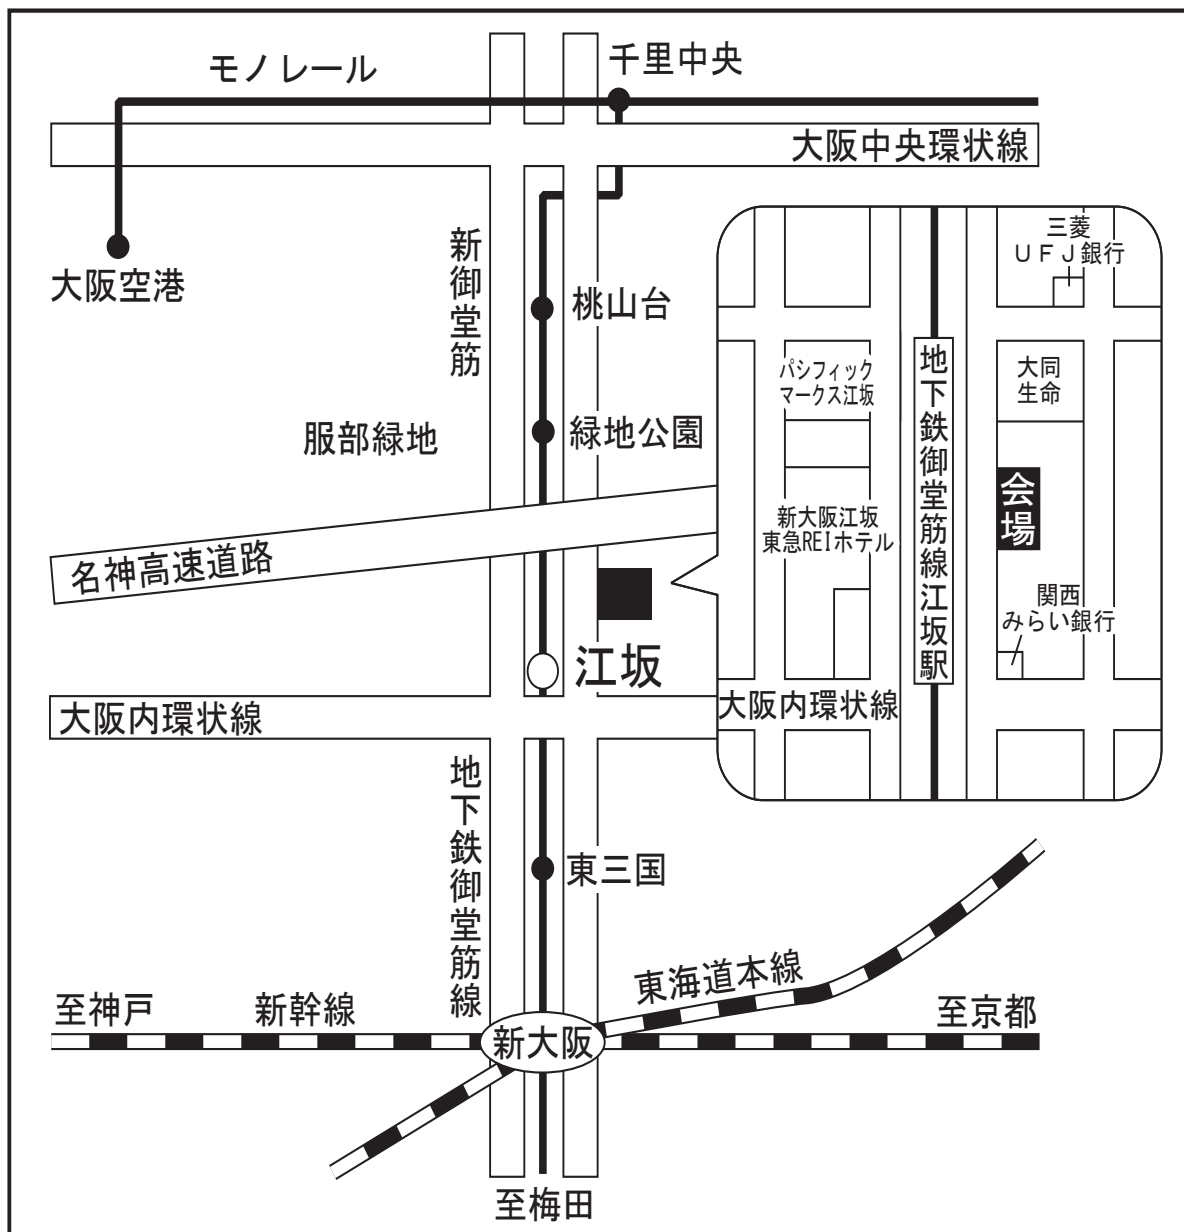 モノレール
千里中央
大阪中央環状線
大阪空港
新御堂筋
桃山台
服部緑地
緑地公園
名神高速道路
江坂
大阪内環状線
三菱
ＵＦＪ銀行
パシフィック
マークス江坂
大同
生命
地下鉄御堂筋線江坂駅
会場
新大阪江坂
東急REIホテル
関西
みらい銀行
大阪内環状線
地下鉄御堂筋線
東三国
東海道本線
至神戸
新幹線
新大阪
至京都
至梅田